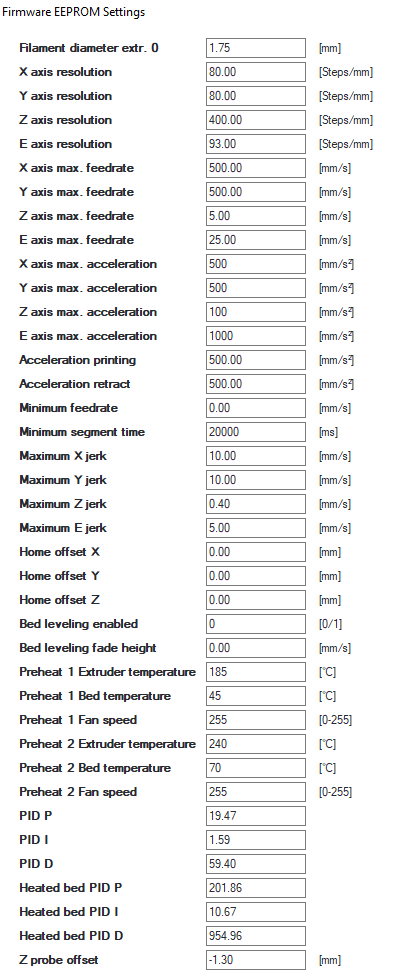 Firmware EEPROM Settings
Filament diameter extr. 0 1.75 [mm]
X axis resolution 80.00 [Steps/mm]
Y axis resolution 80.00 [Steps/mm]
Z axis resolution 400.00 [Steps/mm]
E axis resolution 93.00 [Steps/mm]
X axis max. feedrate 500.00 [mm/s]
Y axis max. feedrate 500.00 [mm/s]
Z axis max. feedrate 5.00 [mm/s]
E axis max. feedrate 25.00 [mm/s]
X axis max. acceleration 500 [mm/s²]
Y axis max. acceleration 500 [mm/s²]
Z axis max. acceleration 100 [mm/s²]
E axis max. acceleration 1000 [mm/s²]
Acceleration printing 500.00 [mm/s²]
Acceleration retract 500.00 [mm/s²]
Minimum feedrate 0.00 [mm/s]
Minimum segment time 20000 [ms]
Maximum X jerk 10.00 [mm/s]
Maximum Y jerk 10.00 [mm/s]
Maximum Z jerk 0.40 [mm/s]
Maximum E jerk 5.00 [mm/s]
Home offset X 0.00 [mm]
Home offset Y 0.00 [mm]
Home offset Z 0.00 [mm]
Bed leveling enabled 0 [0/1]
Bed leveling fade height 0.00 [mm/s]
Preheat 1 Extruder temperature 185 [°C]
Preheat 1 Bed temperature 45 [°C]
Preheat 1 Fan speed 255 [0-255]
Preheat 2 Extruder temperature 240 [°C]
Preheat 2 Bed temperature 70 [°C]
Preheat 2 Fan speed 255 [0-255]
PID P 19.47
PID I 1.59
PID D 59.40
Heated bed PID P 201.86
Heated bed PID I 10.67
Heated bed PID D 954.96
Z probe offset -1.30 [mm]